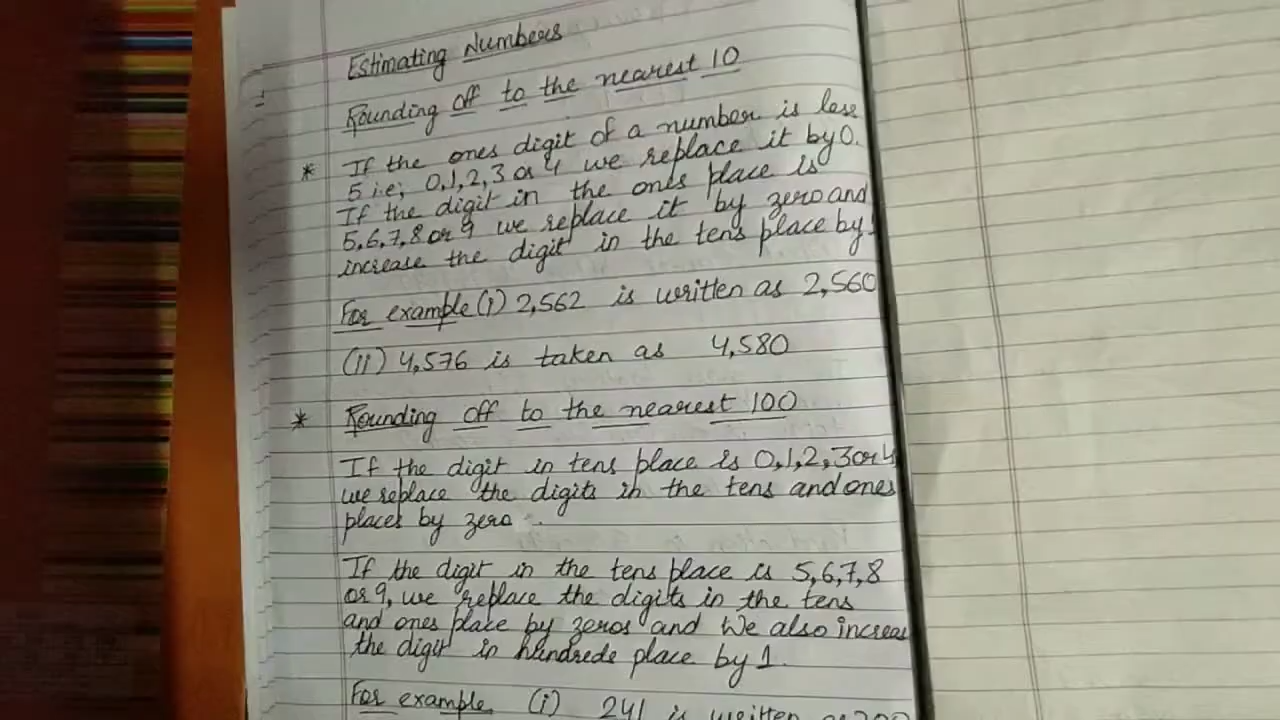 Estimating Numbers
Rounding off to the nearest 10
* If the ones digit of a number is less
5 i.e; 0,1,2,3 or 4 we replace it by 0.
If the digit in the ones place is
5,6,7,8 or 9 we replace it by zero and
increase the digit in the tens place by 1
For example (i) 2,562 is written as 2,560
(ii) 4,576 is taken as 4,580
* Rounding off to the nearest 100
If the digit in tens place is 0,1,2,3 or 4
we replace the digits in the tens and ones
places by zero.
If the digit in the tens place is 5,6,7,8
or 9, we replace the digits in the tens
and ones place by zeros and We also increas
the digit in hundrede place by 1.
For example (i) 241 is written as 200